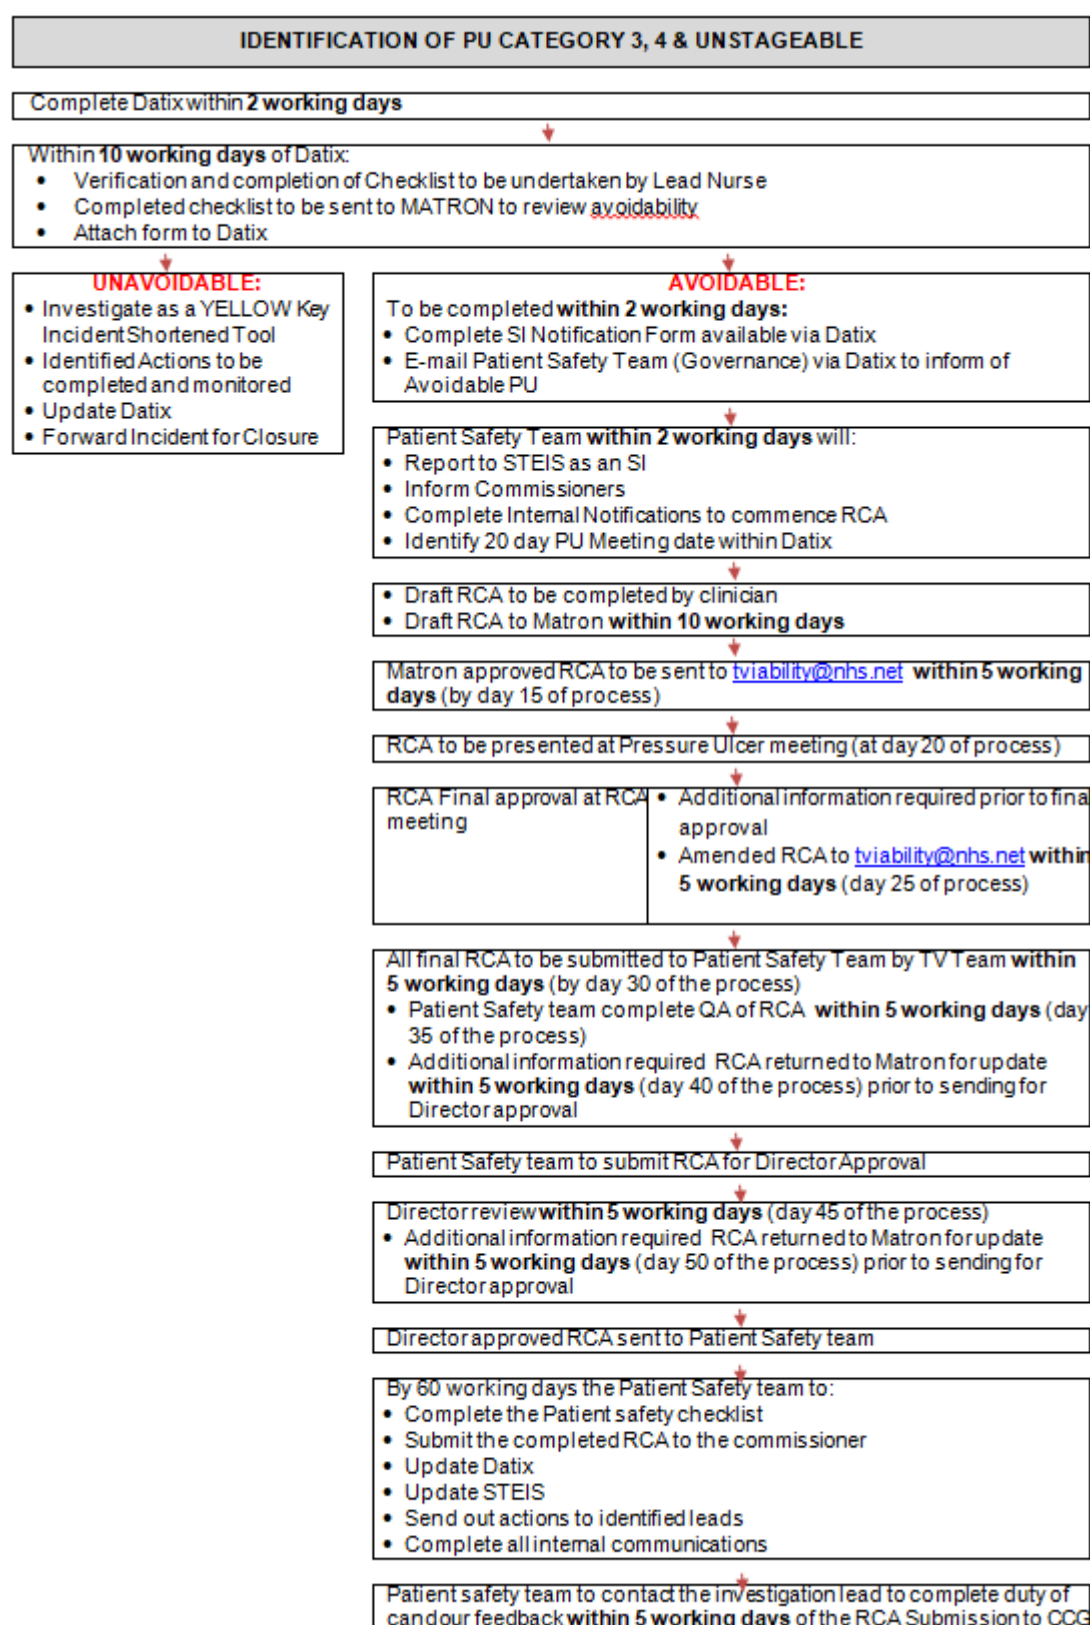 IDENTIFICATION OF PU CATEGORY 3, 4 & UNSTAGEABLE
Complete Datix within 2 working days
Within 10 working days of Datix:
• Verification and completion of Checklist to be undertaken by Lead Nurse
• Completed checklist to be sent to MATRON to review avoidability
• Attach form to Datix
UNAVOIDABLE:
• Investigate as a YELLOW Key
Incident Shortened Tool
• Identified Actions to be
completed and monitored
• Update Datix
• Forward Incident for Closure
AVOIDABLE:
To be completed within 2 working days:
• Complete SI Notification Form available via Datix
• E-mail Patient Safety Team (Governance) via Datix to inform of
Avoidable PU
Patient Safety Team within 2 working days will:
• Report to STEIS as an SI
• Inform Commissioners
• Complete Internal Notifications to commence RCA
• Identify 20 day PU Meeting date within Datix
• Draft RCA to be completed by clinician
• Draft RCA to Matron within 10 working days
Matron approved RCA to be sent to tviability@nhs.net within 5 working
days (by day 15 of process)
RCA to be presented at Pressure Ulcer meeting (at day 20 of process)
RCA Final approval at RCA
meeting
• Additional information required prior to final
approval
• Amended RCA to tviability@nhs.net within
5 working days (day 25 of process)
All final RCA to be submitted to Patient Safety Team by TV Team within
5 working days (by day 30 of the process)
• Patient Safety team complete QA of RCA within 5 working days (day
35 of the process)
• Additional information required RCA returned to Matron for update
within 5 working days (day 40 of the process) prior to sending for
Director approval
Patient Safety team to submit RCA for Director Approval
Director review within 5 working days (day 45 of the process)
• Additional information required RCA returned to Matron for update
within 5 working days (day 50 of the process) prior to sending for
Director approval
Director approved RCA sent to Patient Safety team
By 60 working days the Patient Safety team to:
• Complete the Patient safety checklist
• Submit the completed RCA to the commissioner
• Update Datix
• Update STEIS
• Send out actions to identified leads
• Complete all internal communications
Patient safety team to contact the investigation lead to complete duty of
candour feedback within 5 working days of the RCA Submission to CCG